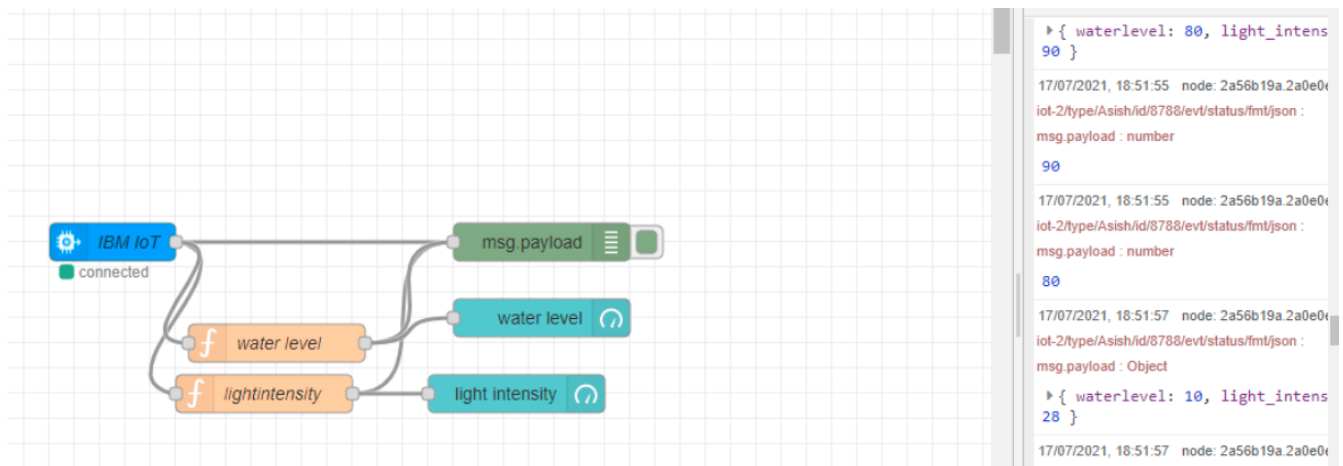 IBM IoT
connected
msg.payload
water level
water level
lightintensity
light intensity
{ waterlevel: 80, light_intens
90 }
17/07/2021, 18:51:55 node: 2a56b19a.2a0e0e
iot-2/type/Asish/id/8788/evt/status/fmt/json :
msg.payload : number
90
17/07/2021, 18:51:55 node: 2a56b19a.2a0e0e
iot-2/type/Asish/id/8788/evt/status/fmt/json :
msg.payload : number
80
17/07/2021, 18:51:57 node: 2a56b19a.2a0e0e
iot-2/type/Asish/id/8788/evt/status/fmt/json :
msg.payload : Object
{ waterlevel: 10, light_intens
28 }
17/07/2021, 18:51:57 node: 2a56b19a.2a0e0e